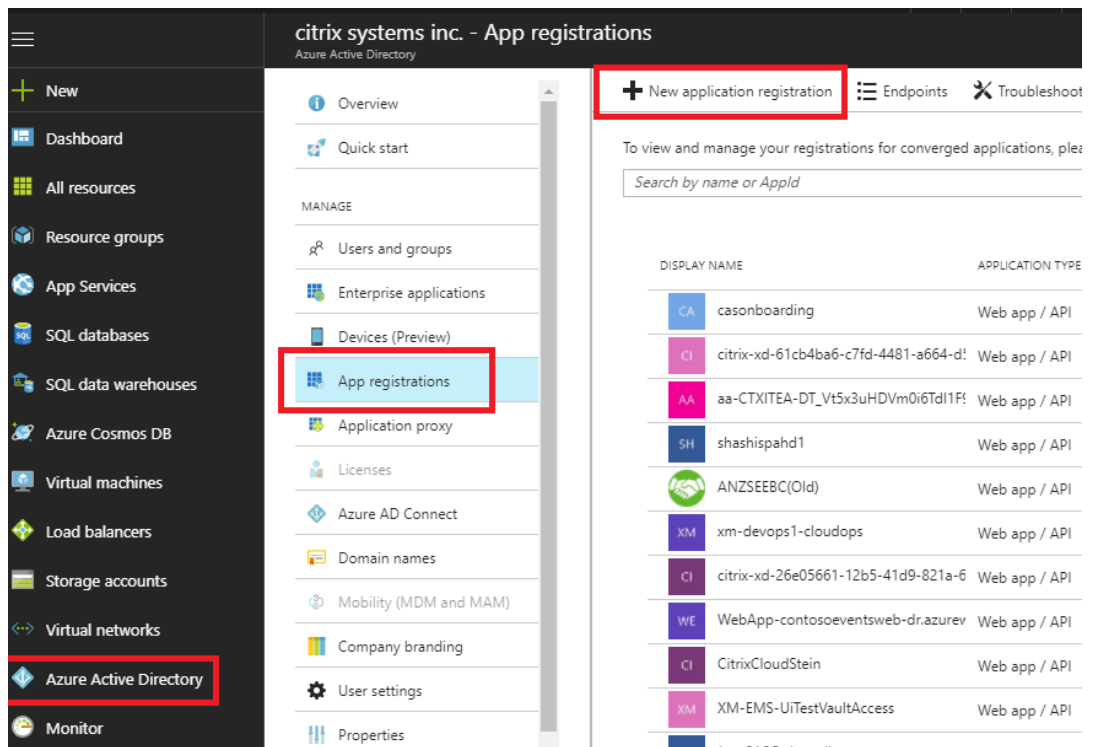 citrix systems inc. - App registrations
Azure Active Directory
New
Dashboard
All resources
Resource groups
App Services
SQL databases
SQL data warehouses
Azure Cosmos DB
Virtual machines
Load balancers
Storage accounts
Virtual networks
Azure Active Directory
Monitor
Overview
Quick start
MANAGE
Users and groups
Enterprise applications
Devices (Preview)
App registrations
Application proxy
Licenses
Azure AD Connect
Domain names
Mobility (MDM and MAM)
Company branding
User settings
Properties
New application registration Endpoints Troubleshoot
To view and manage your registrations for converged applications, plea
Search by name or AppId
DISPLAY NAME APPLICATION TYPE
CA casonboarding Web app / API
CI citrix-xd-61cb4ba6-c7fd-4481-a664-d Web app / API
AA aa-CTXITEA-DT_Vt5x3uHDVm0i6TdI1F Web app / API
SH shashispahd1 Web app / API
ANZSEEBC(Old) Web app / API
XM xm-devops1-cloudops Web app / API
CI citrix-xd-26e05661-12b5-41d9-821a-6 Web app / API
WE WebApp-contosoeventsweb-dr.azurew Web app / API
CI CitrixCloudStein Web app / API
XM XM-EMS-UiTestVaultAccess Web app / API